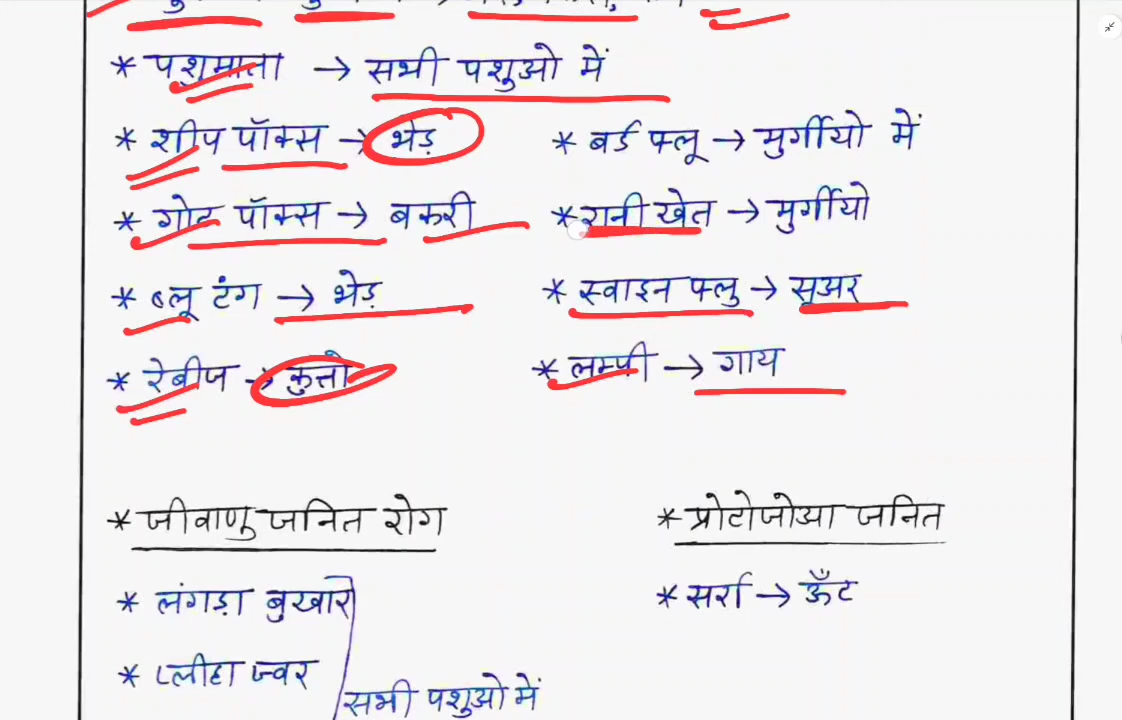 * पशुमाता → सभी पशुओ में
* शीप पॉक्स → भेड़ * बर्ड फ्लू → मुर्गीयो में
* गोट पॉक्स → बकरी * रानी खेत → मुर्गीयो
* ब्लू टंग → भेड़ * स्वाइन फ्लु → सूअर
* रेबीज → कुत्तो * लम्पी → गाय
* जीवाणु जनित रोग * प्रोटोजोआ जनित
* लंगड़ा बुखार * सर्रा → ऊँट
* प्लीहा ज्वर
सभी पशुओ में